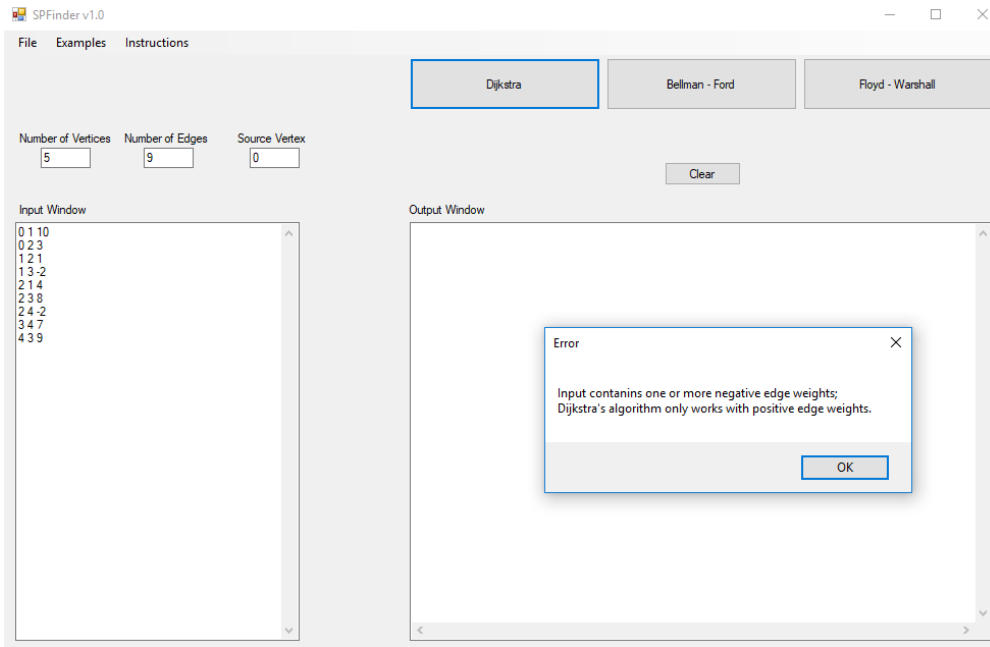 SPFinder v1.0
File Examples Instructions
Dijkstra Bellman - Ford Floyd - Warshall
Number of Vertices Number of Edges Source Vertex
5 9 0
Clear
Input Window Output Window
0 1 10
0 2 3
1 2 1
1 3 -2
2 1 4
2 3 8
2 4 -2
3 4 7
4 3 9
Error
Input contanins one or more negative edge weights;
Dijkstra's algorithm only works with positive edge weights.
OK